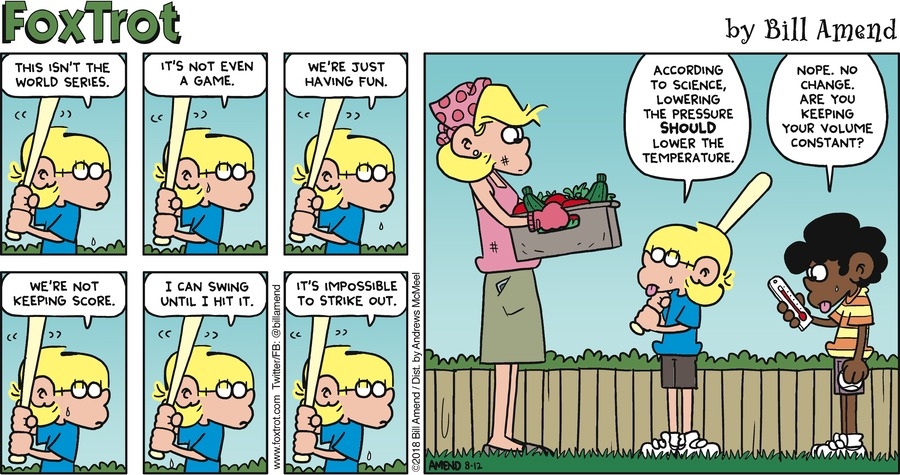 FOXTROT
by Bill Amend
THIS ISN'T THE
WORLD SERIES.
IT'S NOT EVEN
A GAME.
WE'RE JUST
HAVING FUN.
WE'RE NOT
KEEPING SCORE.
I CAN SWING
UNTIL I HIT IT.
IT'S IMPOSSIBLE
TO STRIKE OUT.
www.foxtrot.com Twitter/FB: @billamend
©2018 Bill Amend / Dist. by Andrews McMeel
ACCORDING
TO SCIENCE,
LOWERING
THE PRESSURE
SHOULD
LOWER THE
TEMPERATURE.
NOPE. NO
CHANGE.
ARE YOU
KEEPING
YOUR VOLUME
CONSTANT?
AMEND 8-12